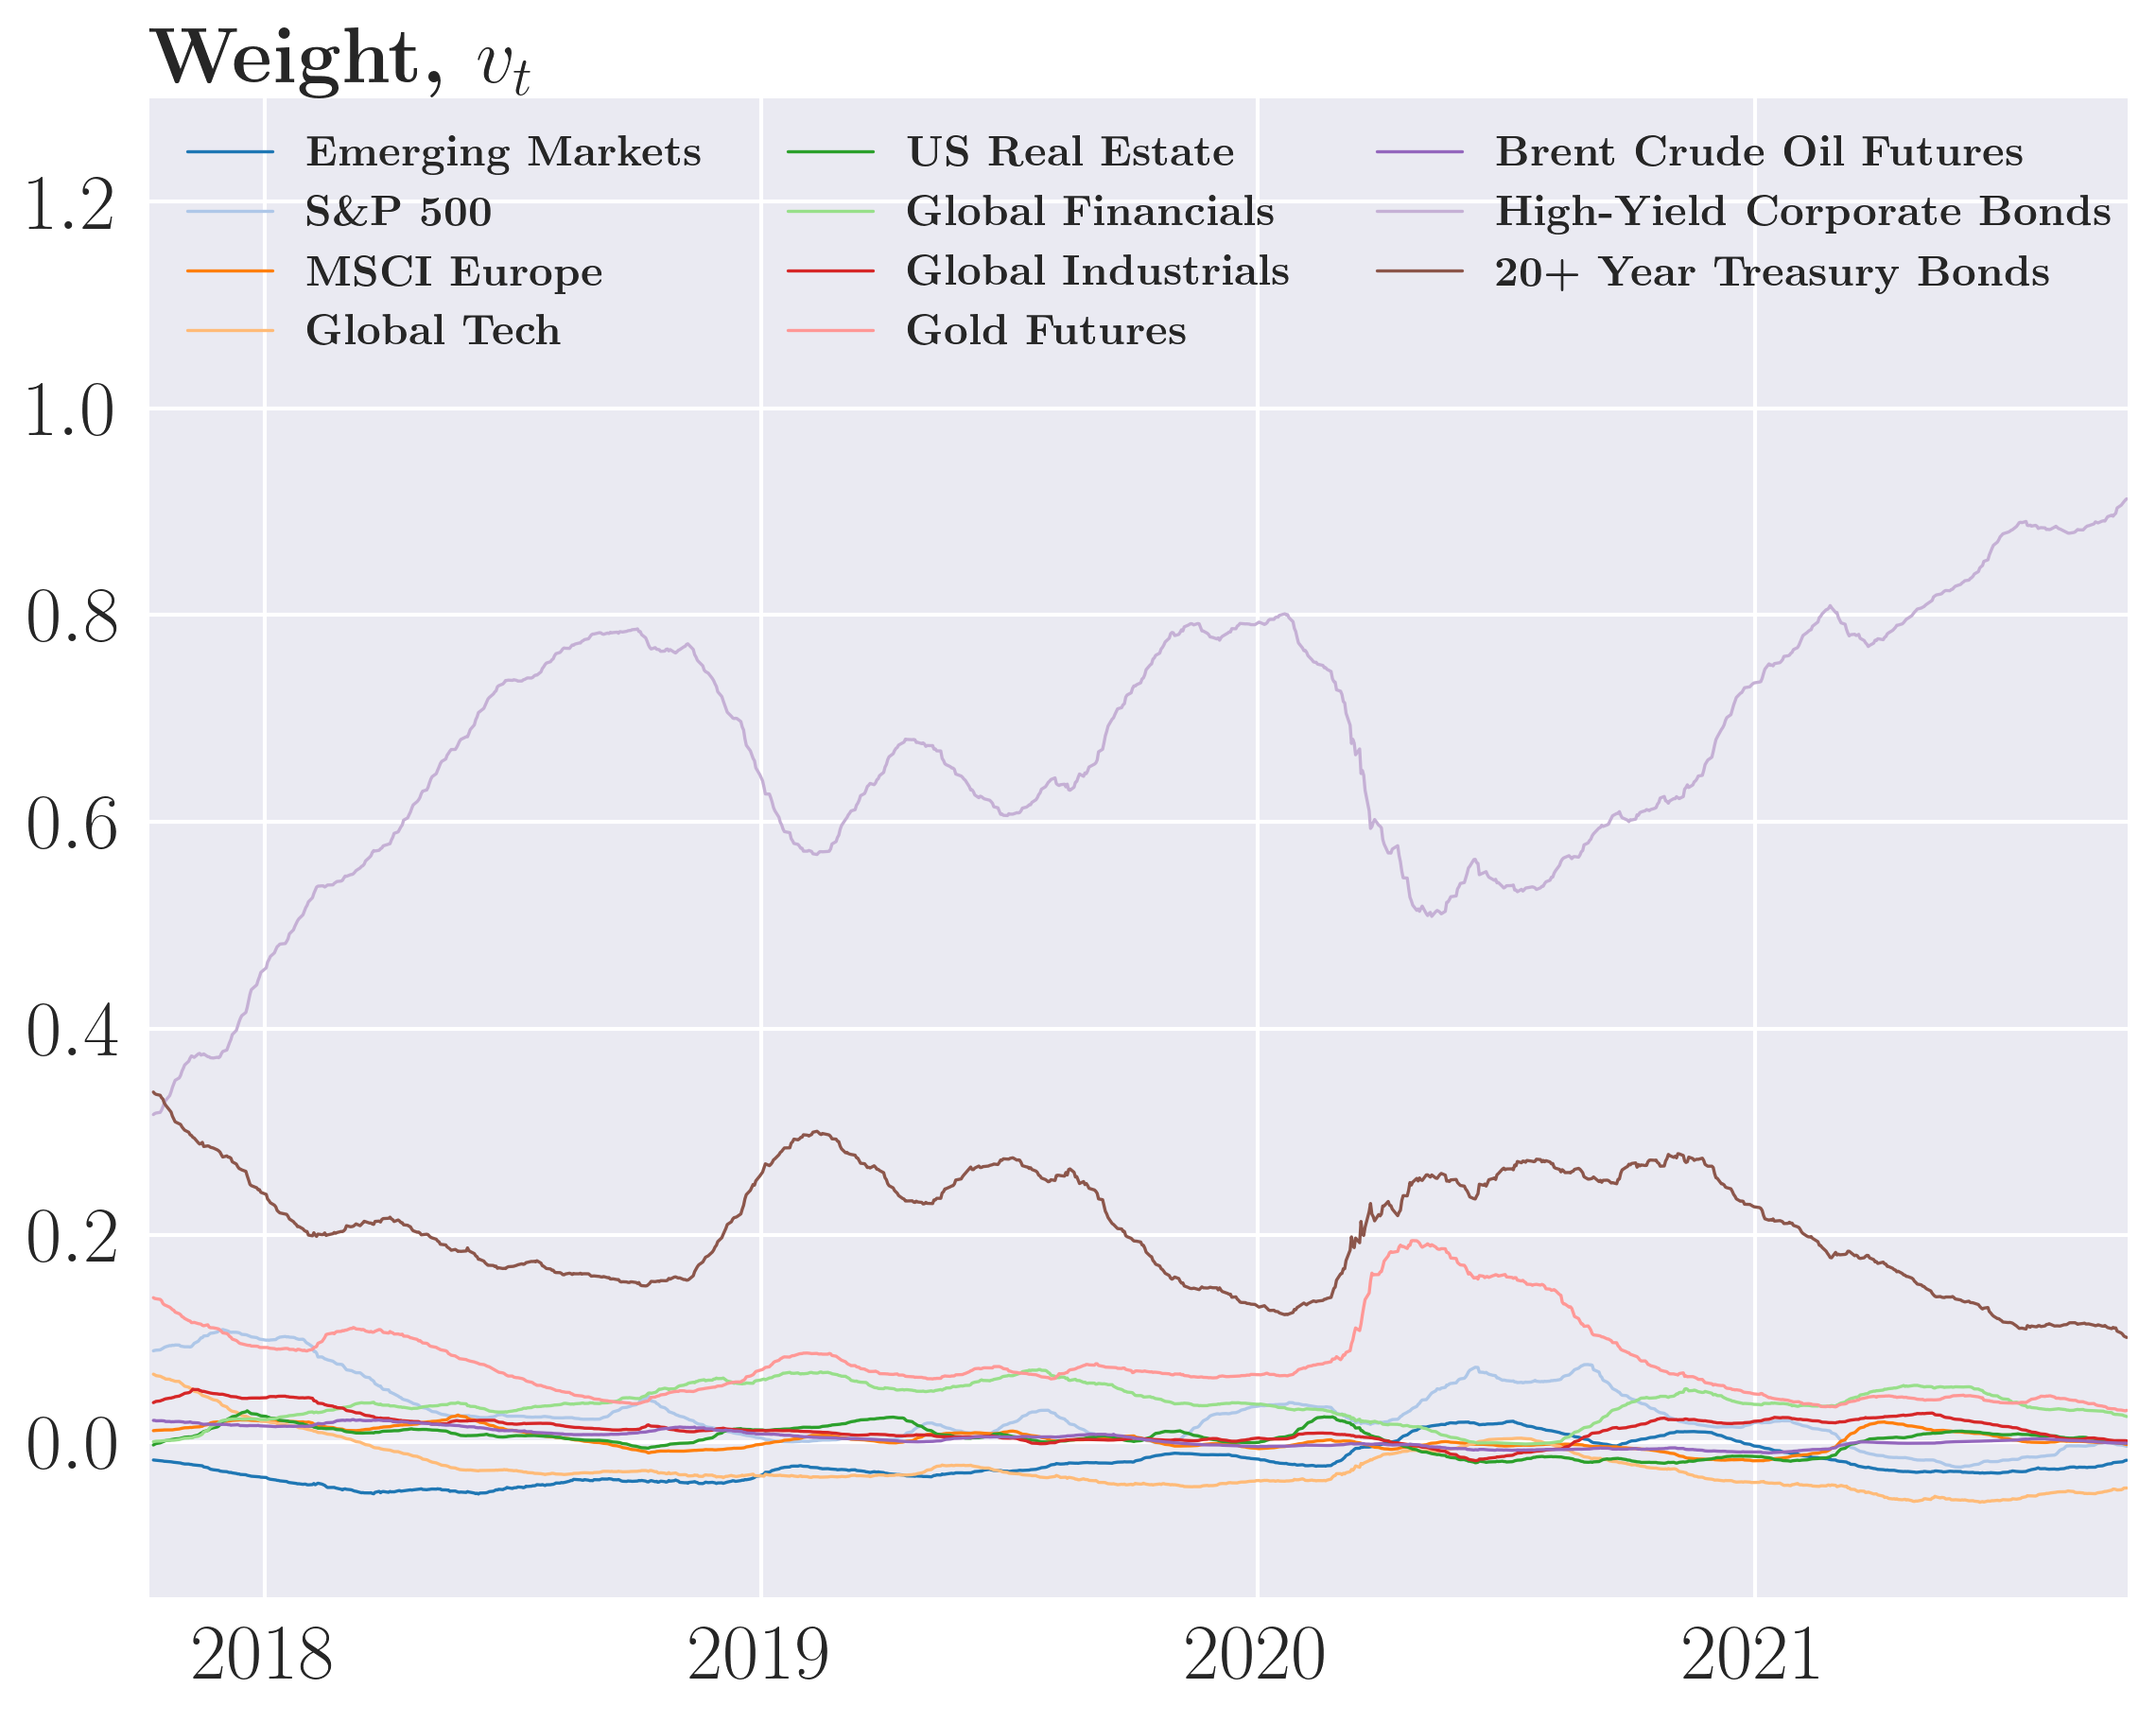 Weight, v_t
Emerging Markets
S&P 500
MSCI Europe
Global Tech
US Real Estate
Global Financials
Global Industrials
Gold Futures
Brent Crude Oil Futures
High-Yield Corporate Bonds
20+ Year Treasury Bonds
1.2
1.0
0.8
0.6
0.4
0.2
0.0
2018 2019 2020 2021